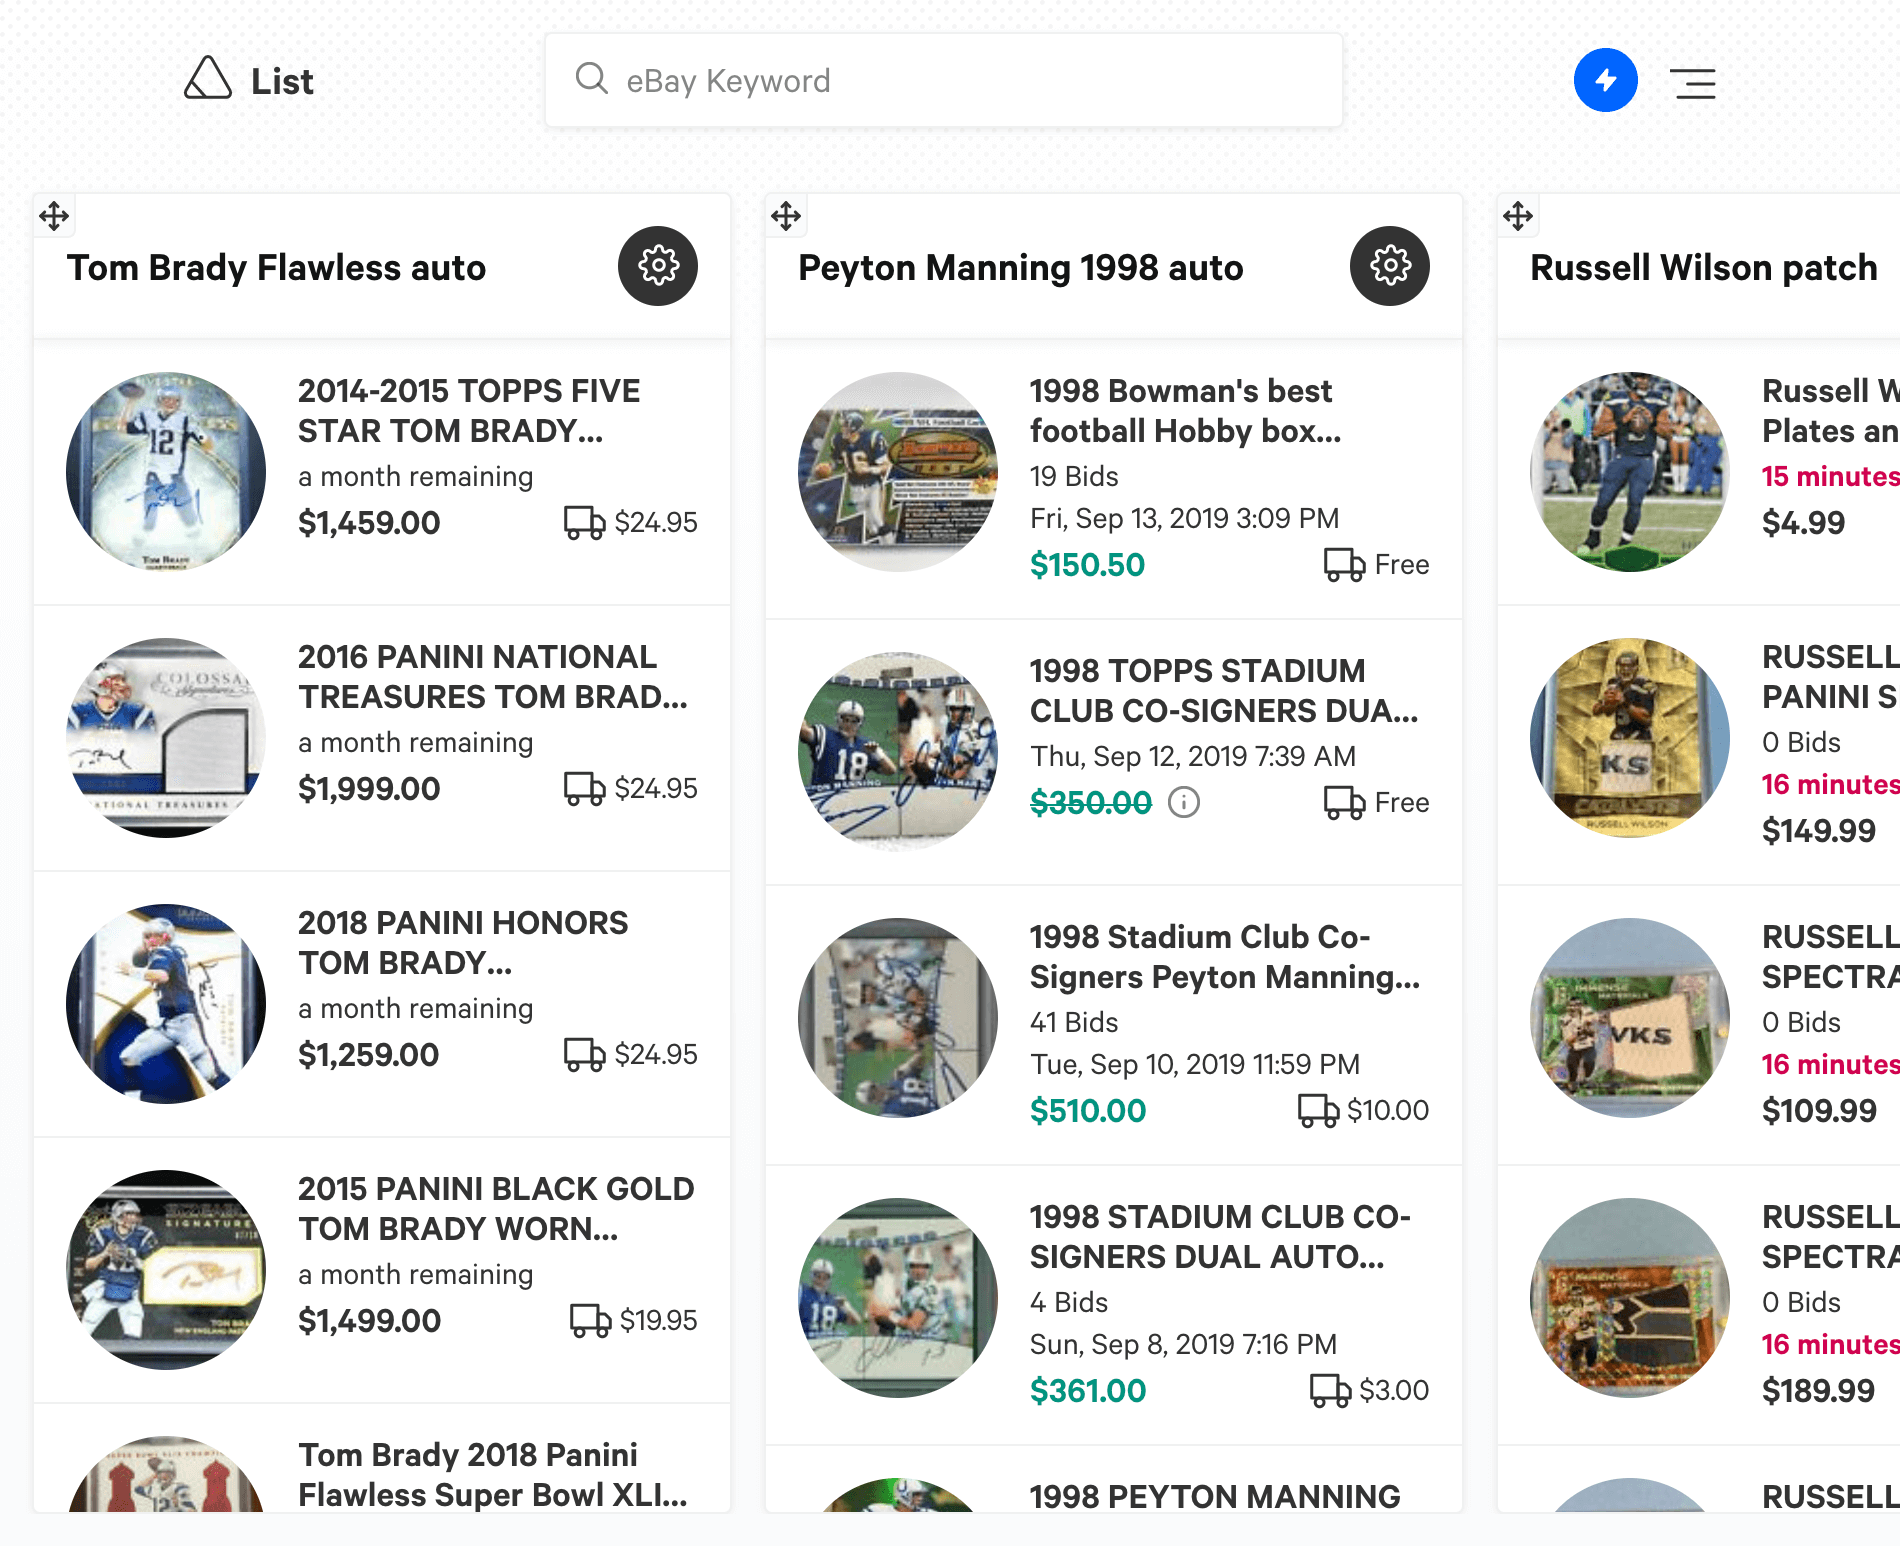 List
eBay Keyword
Tom Brady Flawless auto
2014-2015 TOPPS FIVE
STAR TOM BRADY...
a month remaining
$1,459.00 $24.95
2016 PANINI NATIONAL
TREASURES TOM BRAD...
a month remaining
$1,999.00 $24.95
2018 PANINI HONORS
TOM BRADY...
a month remaining
$1,259.00 $24.95
2015 PANINI BLACK GOLD
TOM BRADY WORN...
a month remaining
$1,499.00 $19.95
Tom Brady 2018 Panini
Flawless Super Bowl XLI...
Peyton Manning 1998 auto
1998 Bowman's best
football Hobby box...
19 Bids
Fri, Sep 13, 2019 3:09 PM
$150.50 Free
1998 TOPPS STADIUM
CLUB CO-SIGNERS DUA...
Thu, Sep 12, 2019 7:39 AM
$350.00 Free
1998 Stadium Club Co-
Signers Peyton Manning...
41 Bids
Tue, Sep 10, 2019 11:59 PM
$510.00 $10.00
1998 STADIUM CLUB CO-
SIGNERS DUAL AUTO...
4 Bids
Sun, Sep 8, 2019 7:16 PM
$361.00 $3.00
1998 PEYTON MANNING
Russell Wilson patch
Russell W
Plates an
15 minutes
$4.99
RUSSELL
PANINI S
0 Bids
16 minutes
$149.99
RUSSELL
SPECTRA
0 Bids
16 minutes
$109.99
RUSSELL
SPECTRA
0 Bids
16 minutes
$189.99
RUSSELL